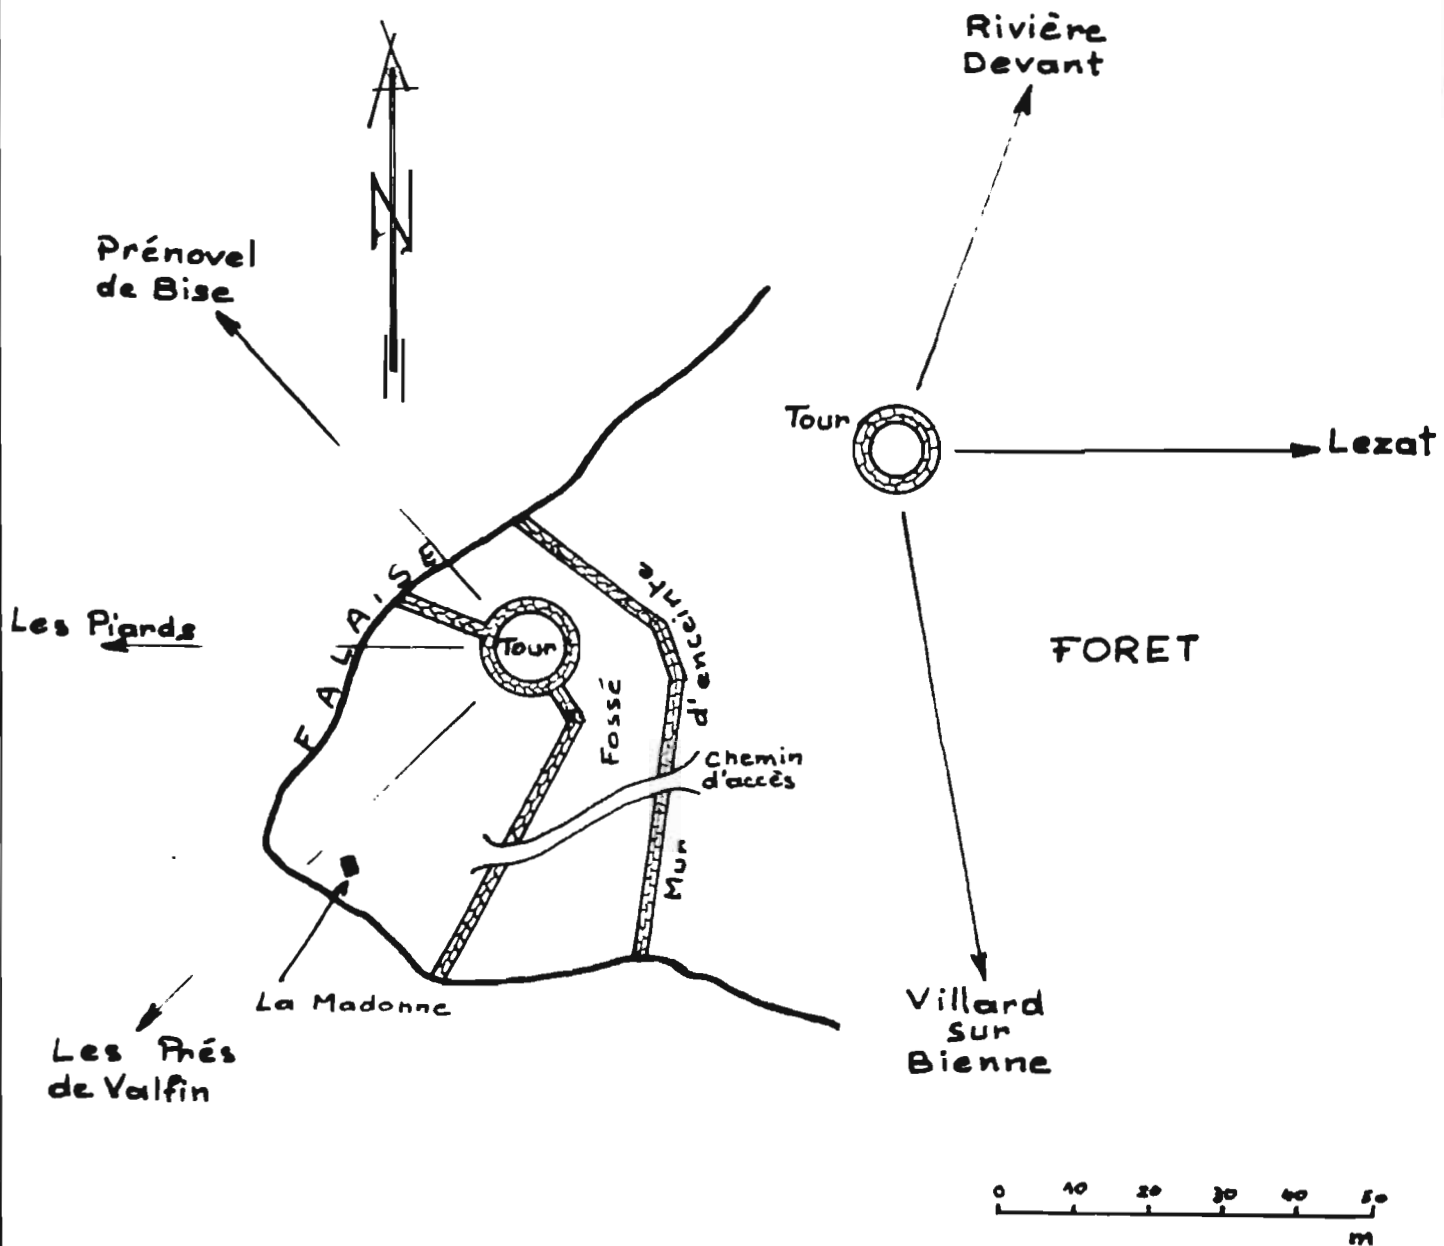 Rivière
Devant
N
Prénovel
de Bise
Tour
Lezat
FALAISE
Mur d'enceinte
Les Piards
Tour
FORET
Fossé
Chemin
d'accès
La Madonne
Villard
sur
Bienne
Les Prés
de Valfin
0 10 20 30 40 50
m